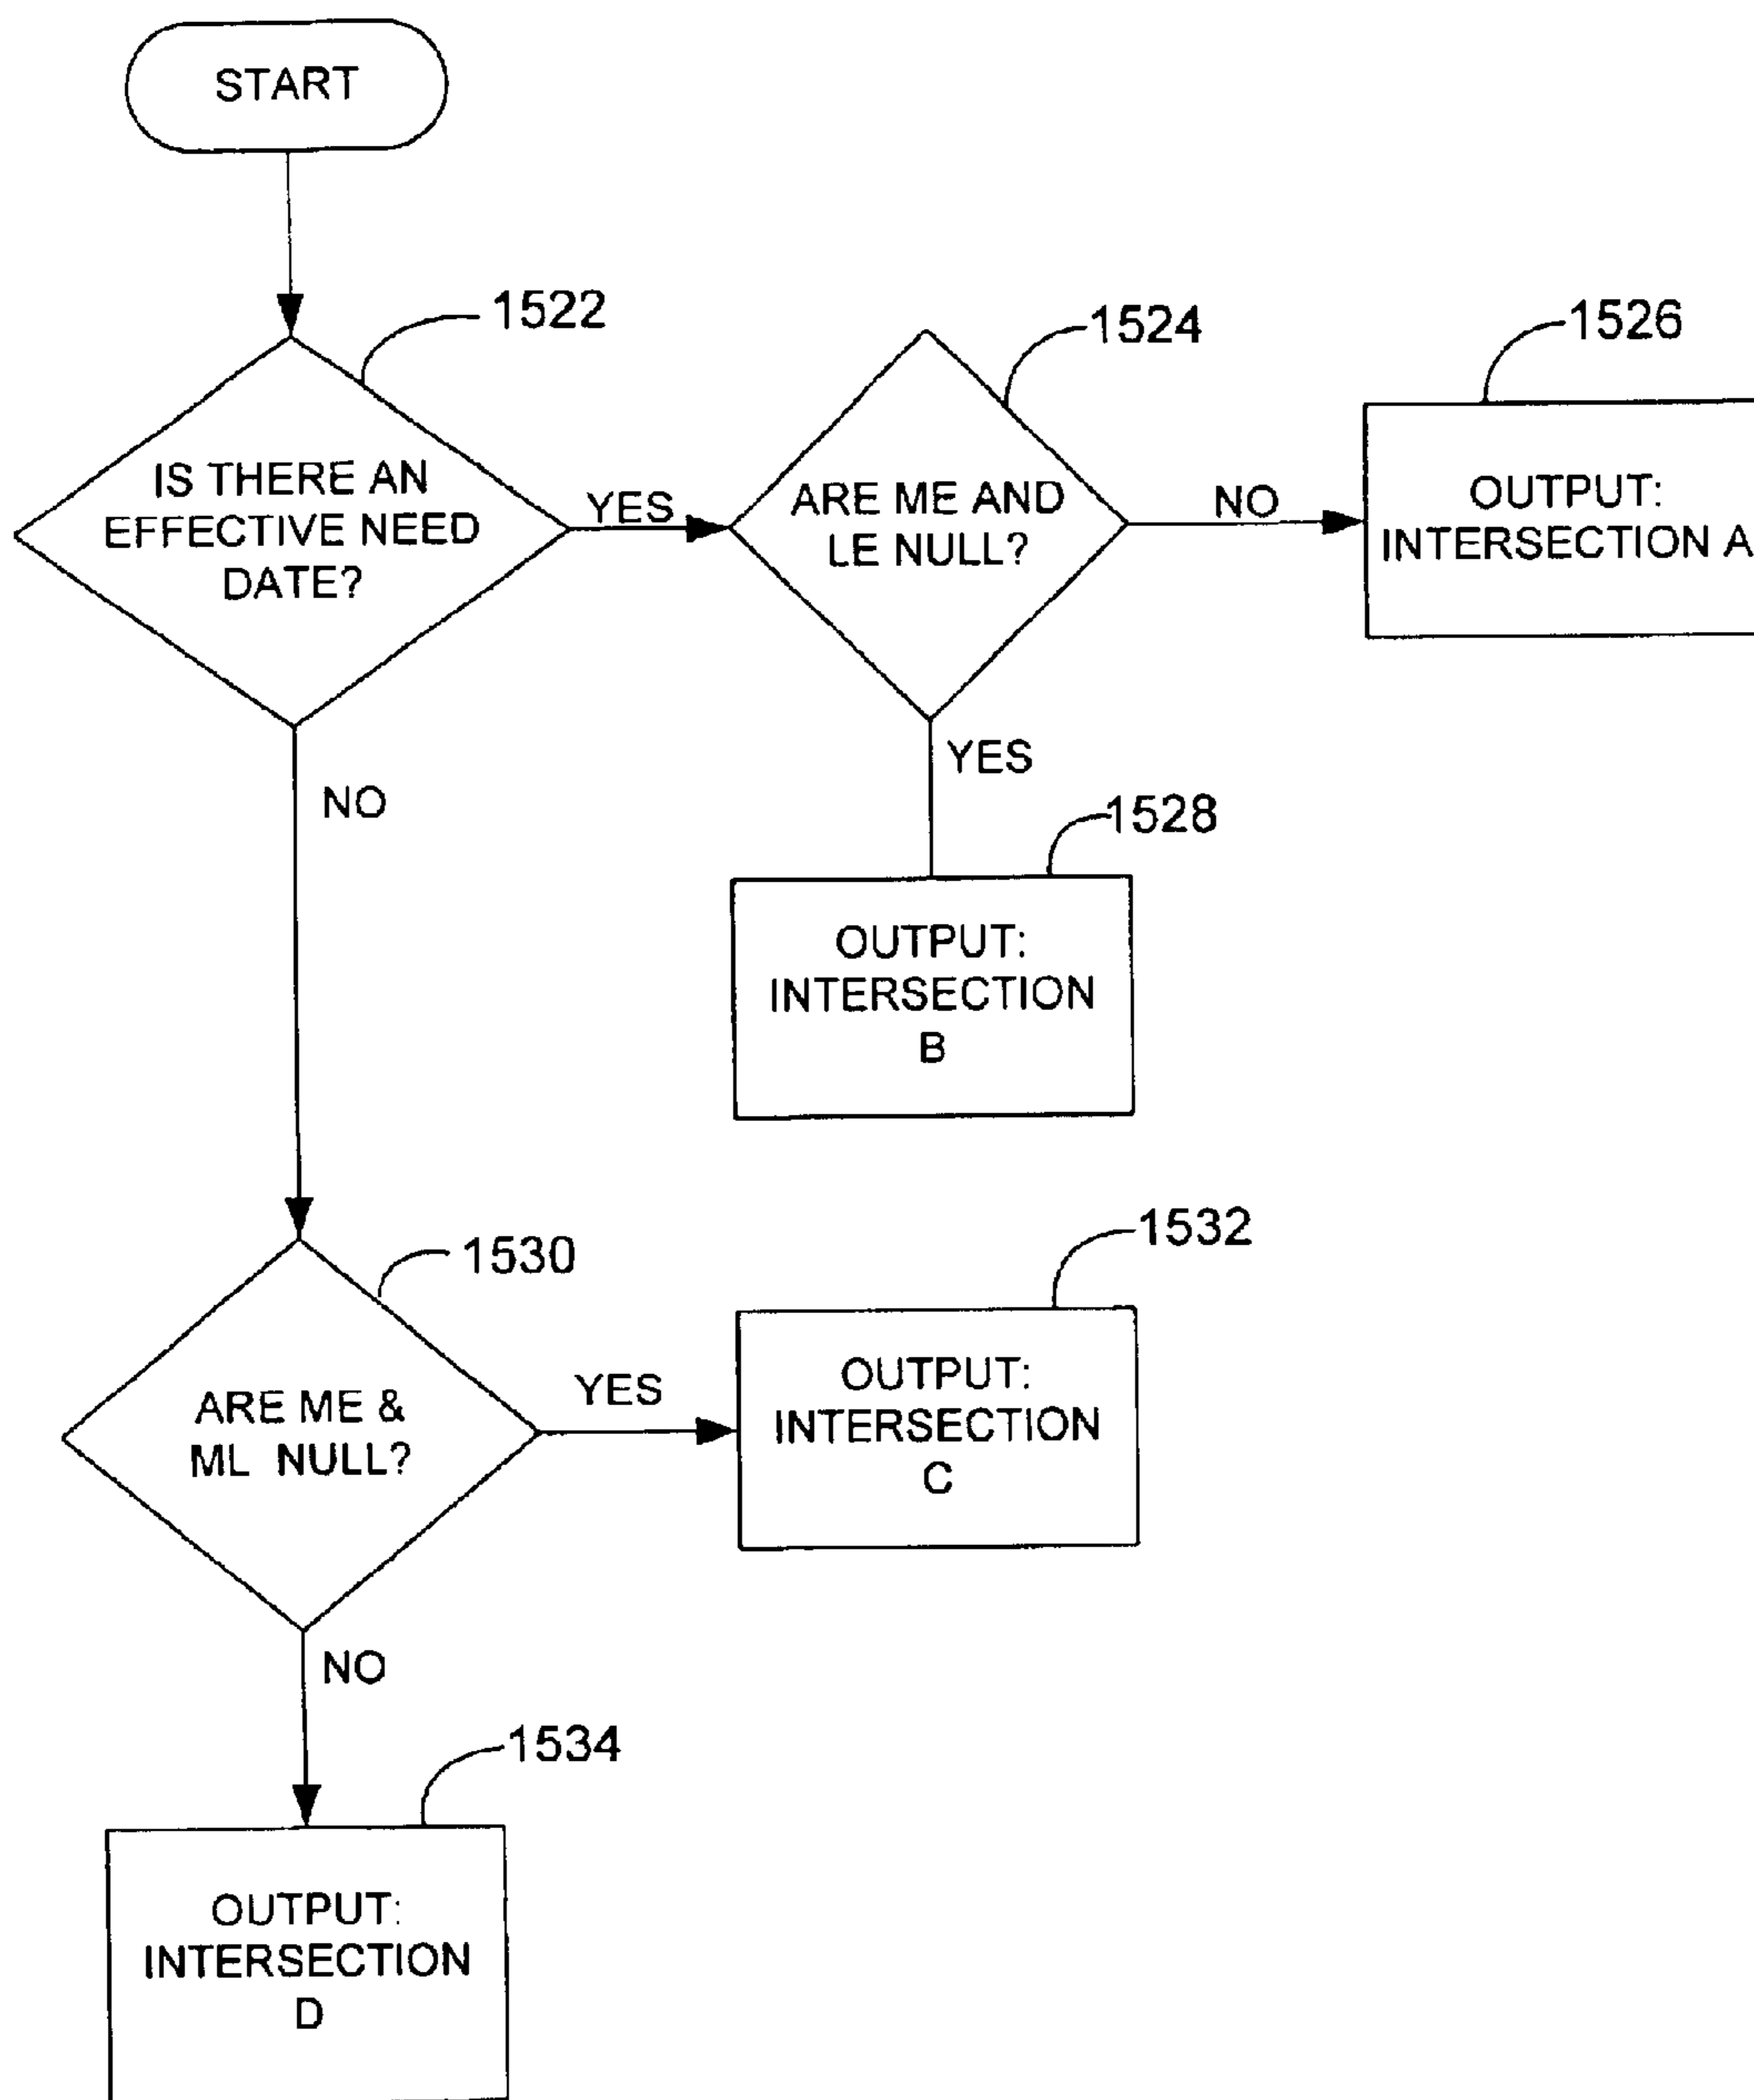 START
1522
IS THERE AN
EFFECTIVE NEED
DATE?
YES
1524
ARE ME AND
LE NULL?
NO
1526
OUTPUT:
INTERSECTION A
YES
1528
OUTPUT:
INTERSECTION
B
NO
1530
ARE ME &
ML NULL?
YES
1532
OUTPUT:
INTERSECTION
C
NO
1534
OUTPUT:
INTERSECTION
D